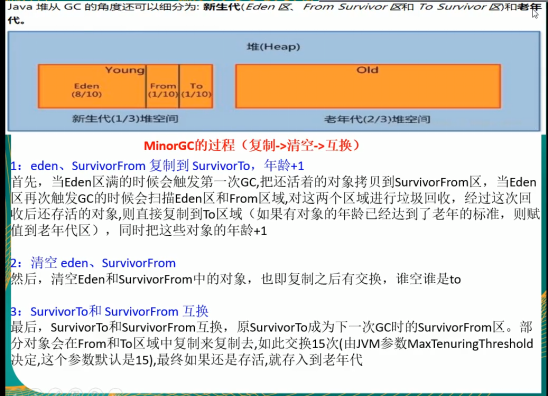 Java 堆从 GC 的角度还可以细分为: 新生代(Eden 区、From Survivor 区和 To Survivor 区)和老年
代。
堆(Heap)
Young
Old
Eden
(8/10)
From
(1/10)
To
(1/10)
新生代(1/3)堆空间
老年代(2/3)堆空间
MinorGC的过程（复制->清空->互换）
1：eden、SurvivorFrom 复制到 SurvivorTo，年龄+1
首先，当Eden区满的时候会触发第一次GC,把还活着的对象拷贝到SurvivorFrom区，当Eden
区再次触发GC的时候会扫描Eden区和From区域,对这两个区域进行垃圾回收，经过这次回
收后还存活的对象,则直接复制到To区域（如果有对象的年龄已经达到了老年的标准，则赋
值到老年代区），同时把这些对象的年龄+1
2：清空 eden、SurvivorFrom
然后，清空Eden和SurvivorFrom中的对象，也即复制之后有交换，谁空谁是to
3：SurvivorTo和 SurvivorFrom 互换
最后，SurvivorTo和SurvivorFrom互换，原SurvivorTo成为下一次GC时的SurvivorFrom区。部
分对象会在From和To区域中复制来复制去,如此交换15次(由JVM参数MaxTenuringThreshold
决定,这个参数默认是15),最终如果还是存活,就存入到老年代